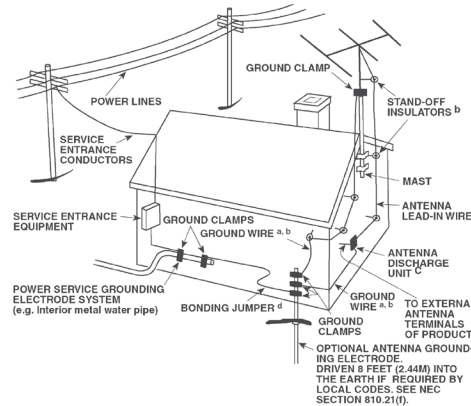 GROUND CLAMP
POWER LINES
STAND-OFF
INSULATORS b
SERVICE
ENTRANCE
CONDUCTORS
MAST
ANTENNA
LEAD-IN WIRE
SERVICE ENTRANCE
EQUIPMENT
GROUND CLAMPS
GROUND WIRE a, b
ANTENNA
DISCHARGE
UNIT C
POWER SERVICE GROUNDING
ELECTRODE SYSTEM
(e.g. Interior metal water pipe)
BONDING JUMPER d
GROUND
WIRE a, b
GROUND
CLAMPS
TO EXTERNA
ANTENNA
TERMINALS
OF PRODUCT
OPTIONAL ANTENNA GROUND-
ING ELECTRODE.
DRIVEN 8 FEET (2.44M) INTO
THE EARTH IF REQUIRED BY
LOCAL CODES. SEE NEC
SECTION 810.21(f).